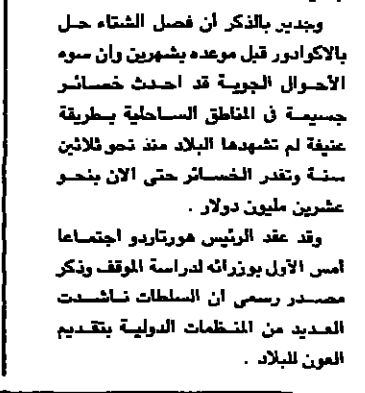 وجدير بالذكر أن فصل الشتاء حل
بالاكوادور قبل موعده بشهرين وان سوء
الأحوال الجوية قد احدث خسائر
جسيمة في المناطق الساحلية بطريقة
عنيفة لم تشهدها البلاد منذ نحو ثلاثين
سنة وتقدر الخسائر حتى الان بنحو
عشرين مليون دولار .
وقد عقد الرئيس هورتاردو اجتماعا
أمس الأول بوزرائه لدراسة الموقف وذكر
مصدر رسمى ان السلطات ناشدت
العديد من المنظمات الدولية بتقديم
العون للبلاد .